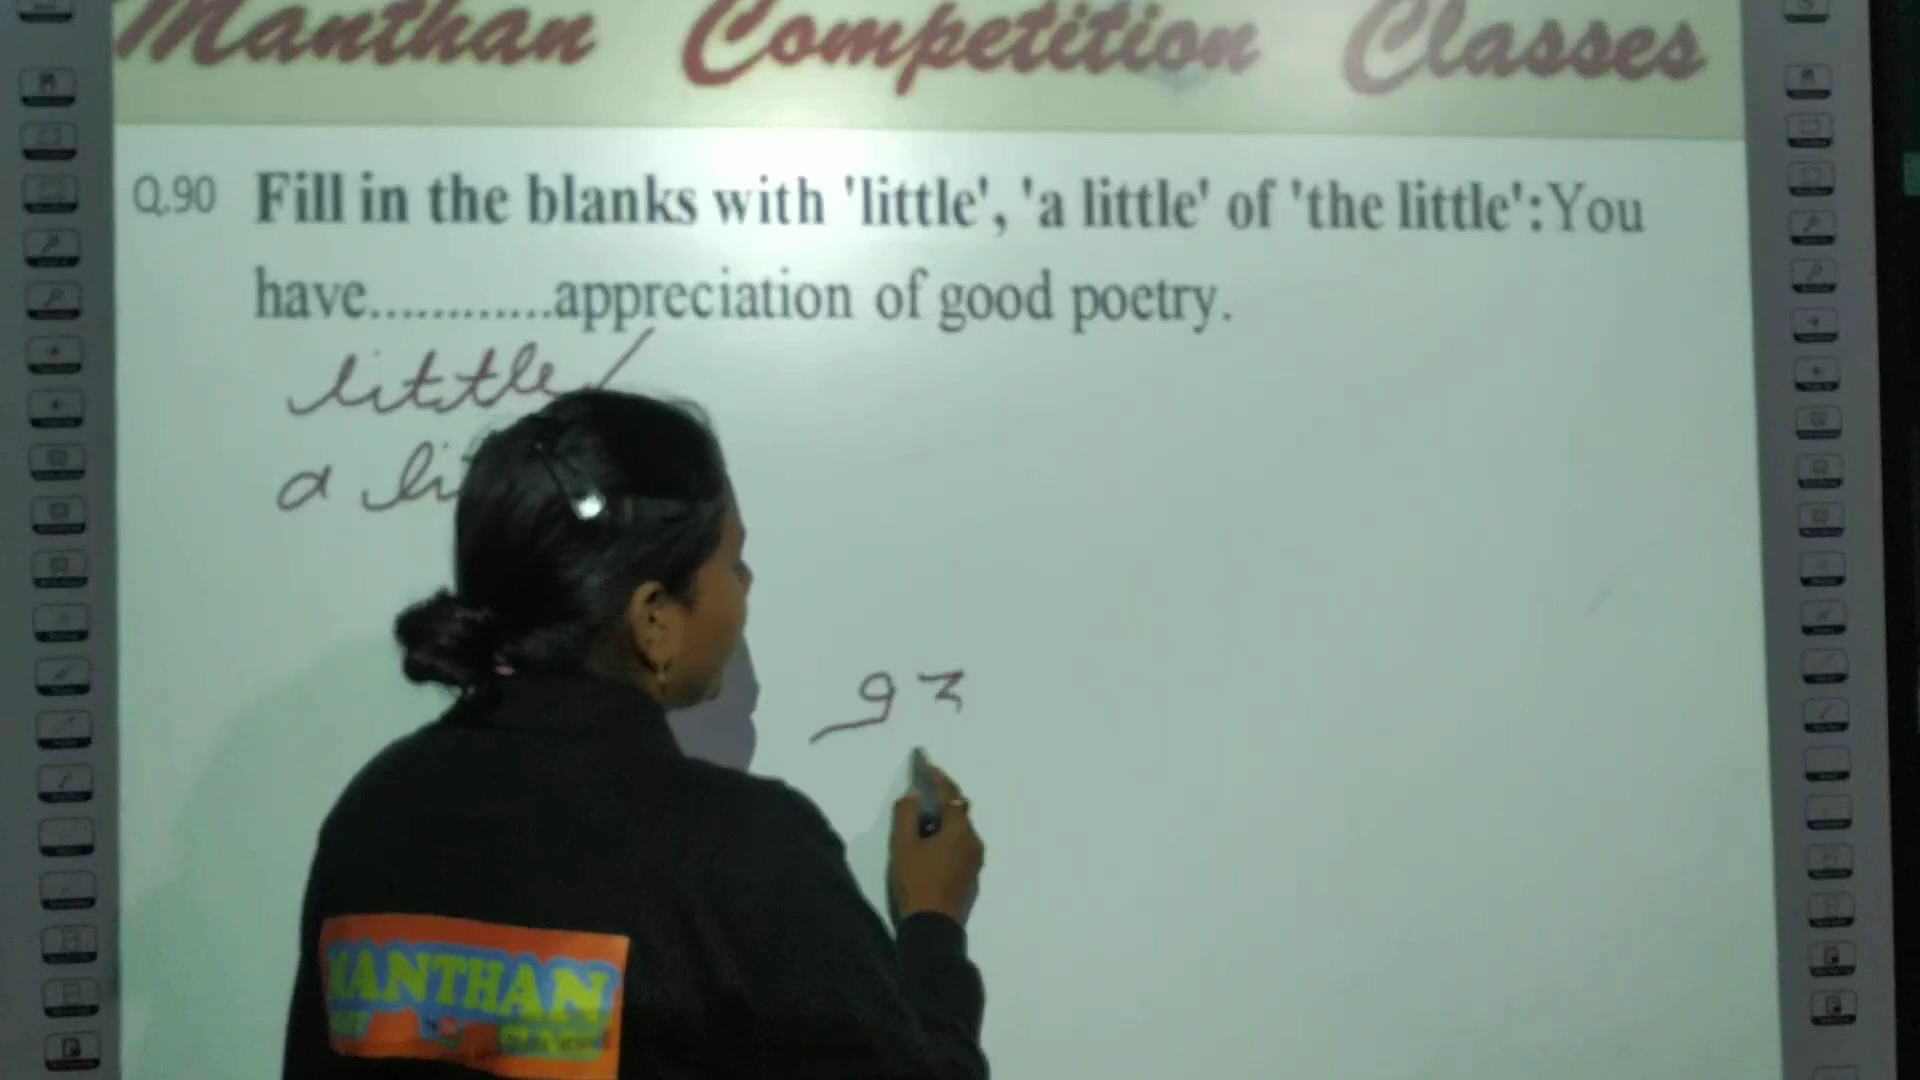 Manthan Competition Classes
Q.90 Fill in the blanks with 'little', 'a little' of 'the little':You
have............appreciation of good poetry.
little
a
MANTHAN